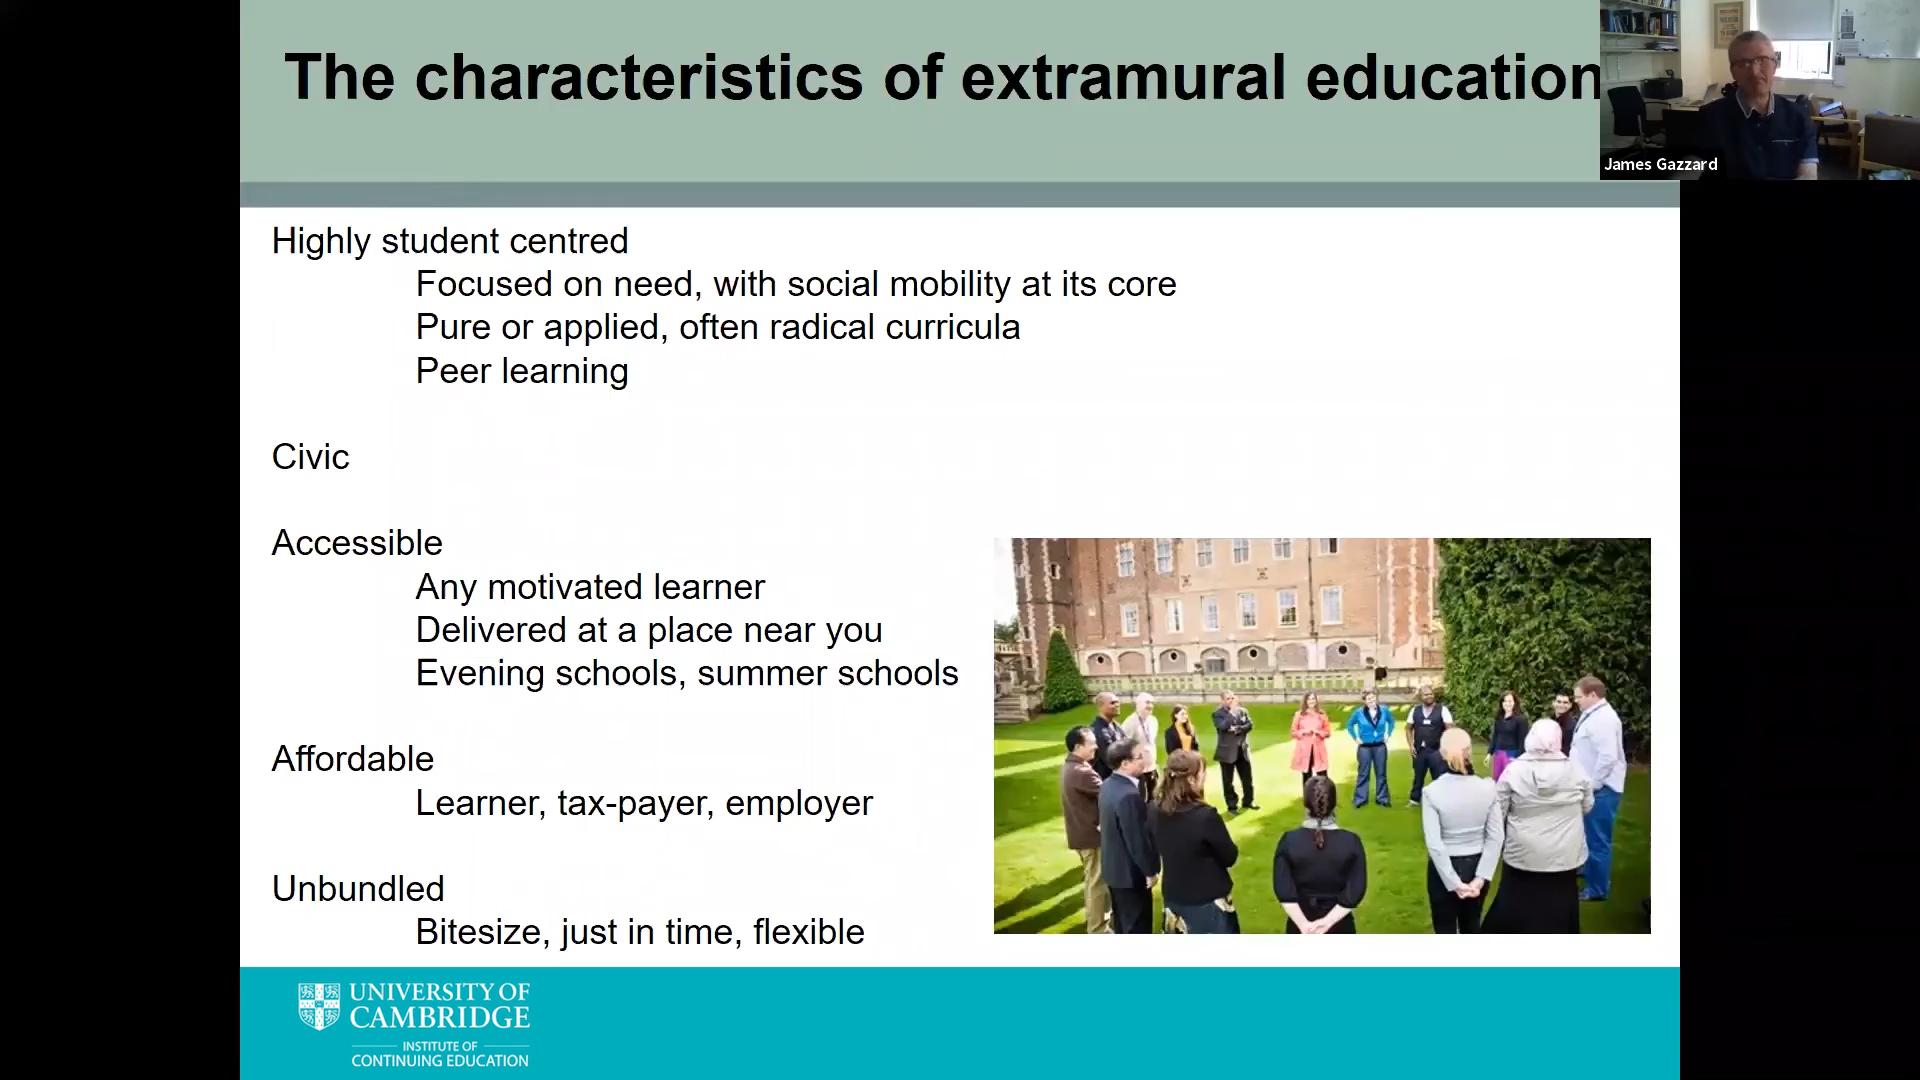 The characteristics of extramural education
James Gazzard
Highly student centred
Focused on need, with social mobility at its core
Pure or applied, often radical curricula
Peer learning
Civic
Accessible
Any motivated learner
Delivered at a place near you
Evening schools, summer schools
Affordable
Learner, tax-payer, employer
Unbundled
Bitesize, just in time, flexible
UNIVERSITY OF
CAMBRIDGE
INSTITUTE OF
CONTINUING EDUCATION